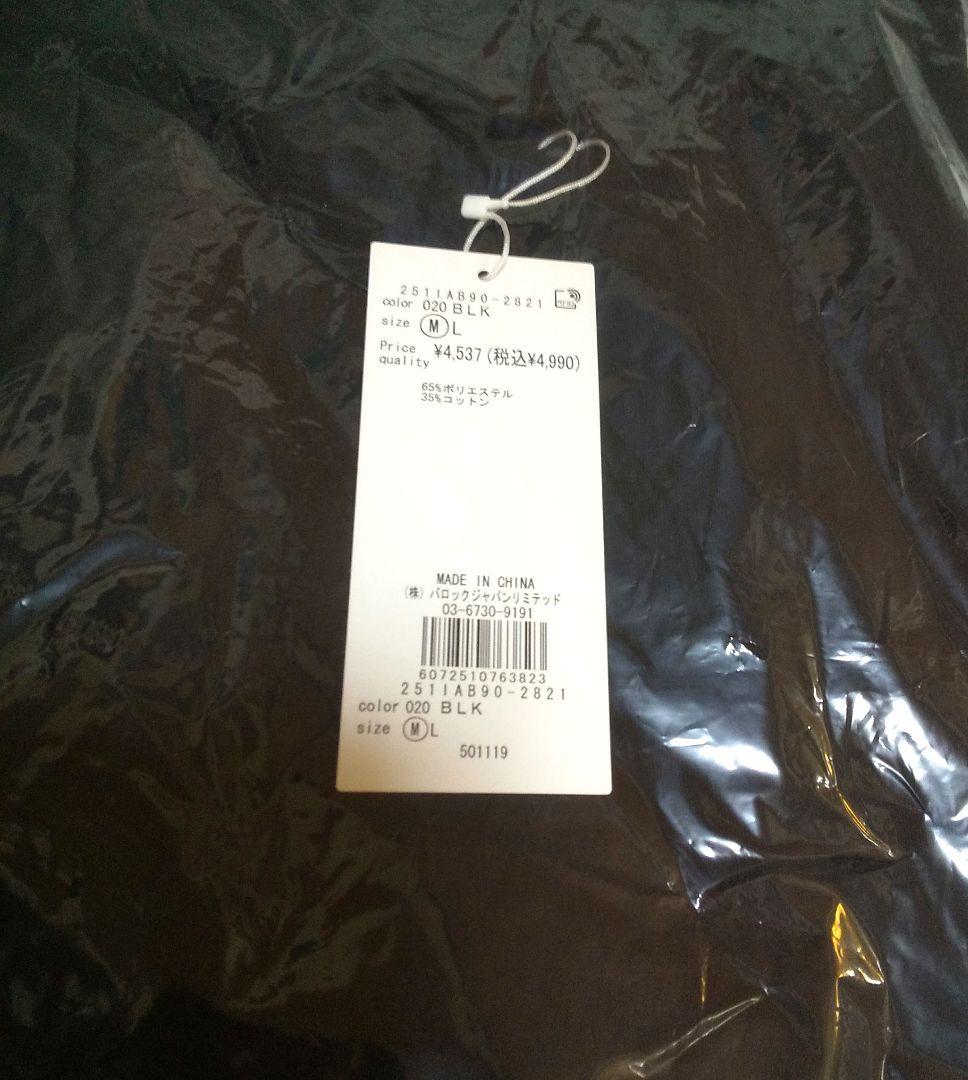 251IAB90-2821
color 020 BLK
size M L
Price ¥4,537 (税込¥4,990)
quality
65%ポリエステル
35%コットン
MADE IN CHINA
(株) バロックジャパンリミテッド
03-6730-9191
6072510763823
251IAB90-2821
color 020 BLK
size M L
501119